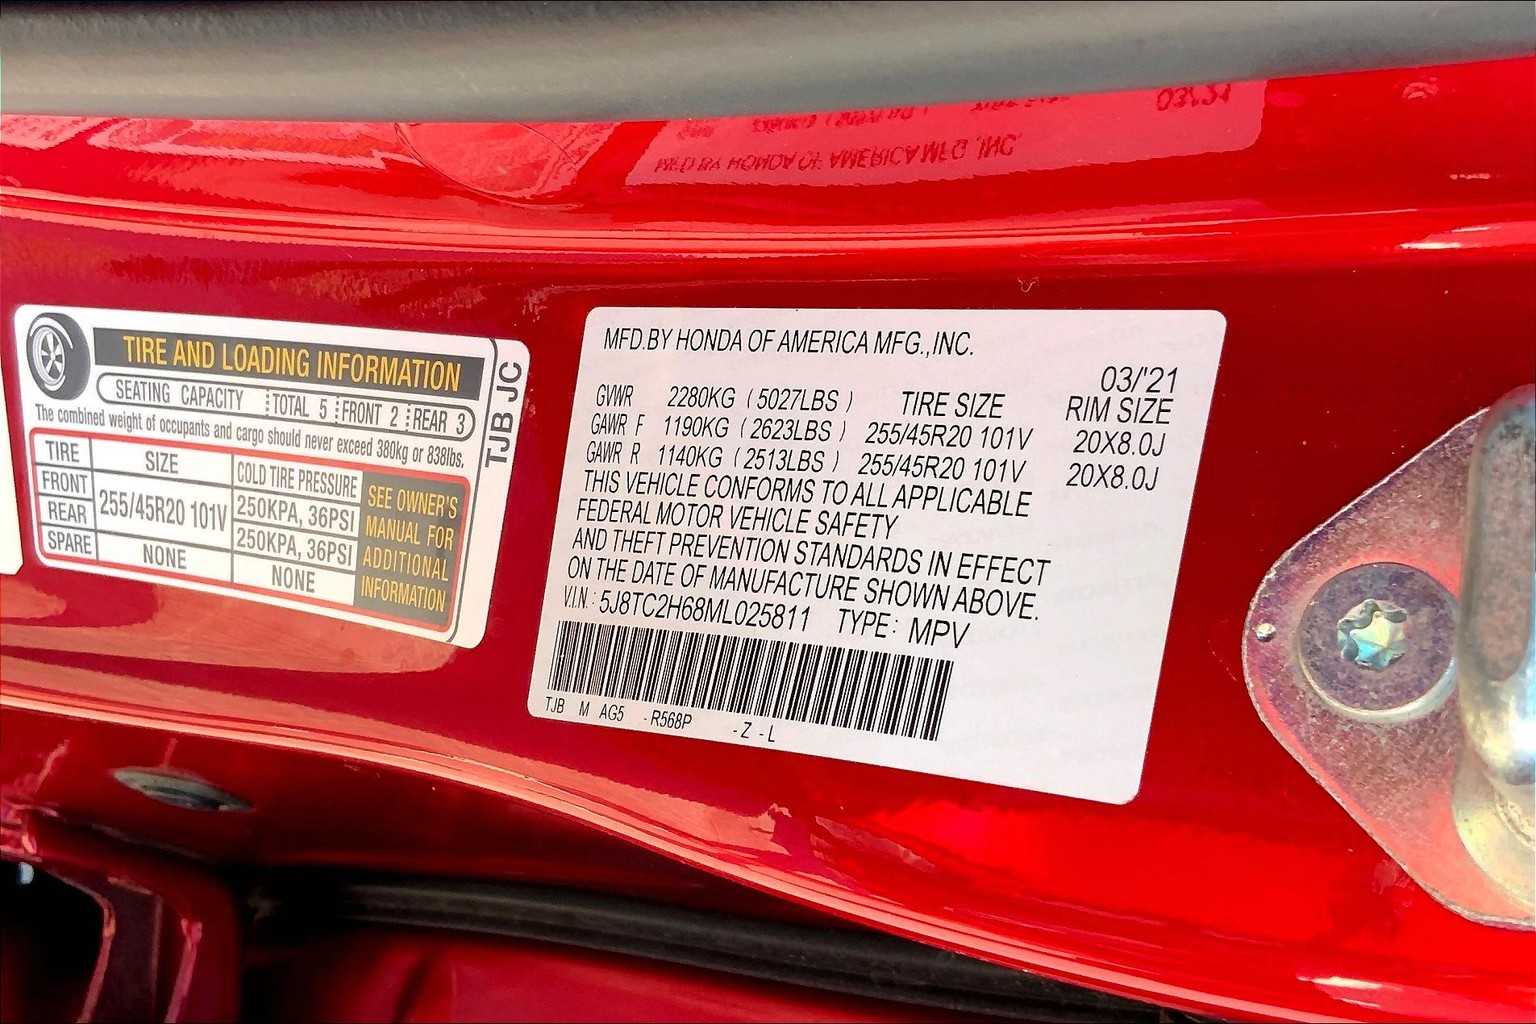 TIRE AND LOADING INFORMATION
SEATING CAPACITY TOTAL 5 FRONT 2 REAR 3
The combined weight of occupants and cargo should never exceed 380kg or 838lbs.
TIRE SIZE COLD TIRE PRESSURE
FRONT 255/45R20 101V 250KPA, 36PSI
REAR 250KPA, 36PSI
SPARE NONE NONE
SEE OWNER'S
MANUAL FOR
ADDITIONAL
INFORMATION
TJB JC
MFD.BY HONDA OF AMERICA MFG.,INC.
03/'21
GVWR 2280KG (5027LBS) TIRE SIZE RIM SIZE
GAWR F 1190KG (2623LBS) 255/45R20 101V 20X8.0J
GAWR R 1140KG (2513LBS) 255/45R20 101V 20X8.0J
THIS VEHICLE CONFORMS TO ALL APPLICABLE
FEDERAL MOTOR VEHICLE SAFETY
AND THEFT PREVENTION STANDARDS IN EFFECT
ON THE DATE OF MANUFACTURE SHOWN ABOVE.
V.I.N.: 5J8TC2H68ML025811 TYPE: MPV
TJB M AG5 -R568P -Z -L